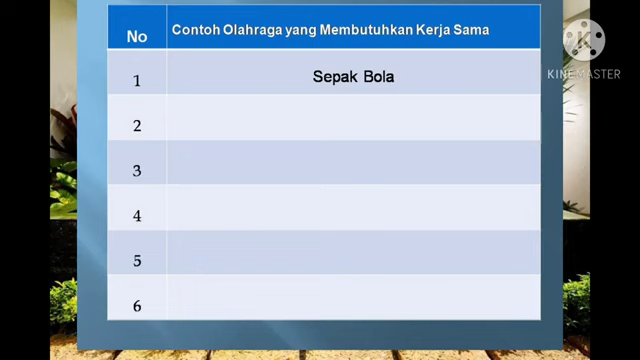 No Contoh Olahraga yang Membutuhkan Kerja Sama
KINEMASTER
1 Sepak Bola
2
3
4
5
6